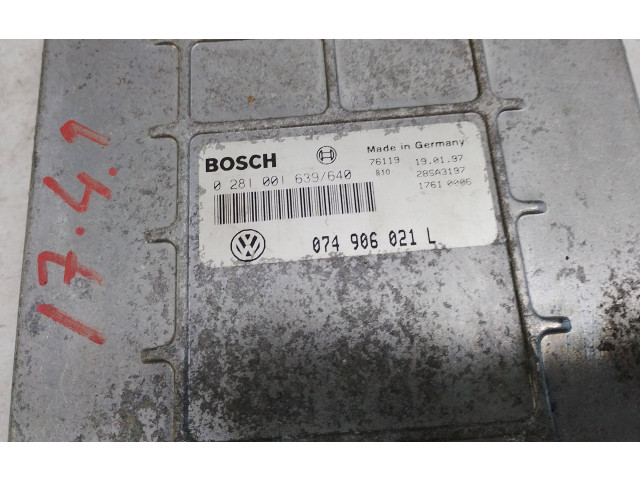 17.4.1
BOSCH
Made in Germany
0 281 001 639/640
76119 19.01.97
810 28SA3197
1761 0006
074 906 021 L